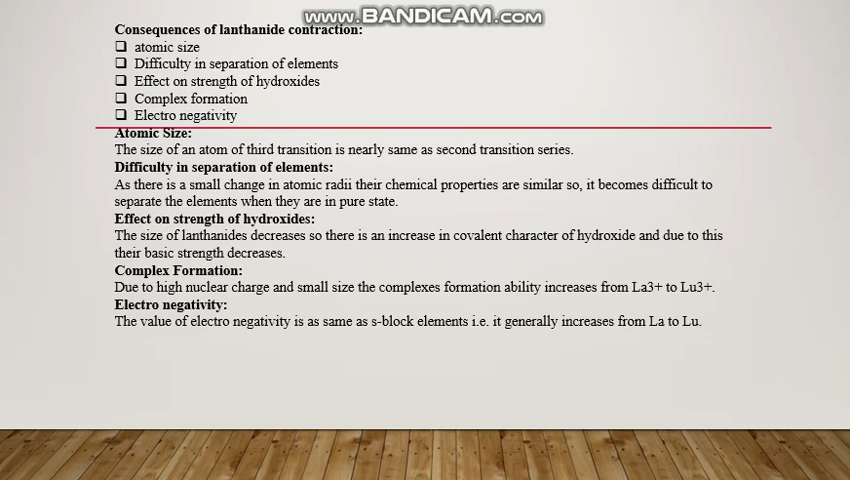 www.BANDICAM.com
Consequences of lanthanide contraction:
❑ atomic size
❑ Difficulty in separation of elements
❑ Effect on strength of hydroxides
❑ Complex formation
❑ Electro negativity
Atomic Size:
The size of an atom of third transition is nearly same as second transition series.
Difficulty in separation of elements:
As there is a small change in atomic radii their chemical properties are similar so, it becomes difficult to
separate the elements when they are in pure state.
Effect on strength of hydroxides:
The size of lanthanides decreases so there is an increase in covalent character of hydroxide and due to this
their basic strength decreases.
Complex Formation:
Due to high nuclear charge and small size the complexes formation ability increases from La3+ to Lu3+.
Electro negativity:
The value of electro negativity is as same as s-block elements i.e. it generally increases from La to Lu.